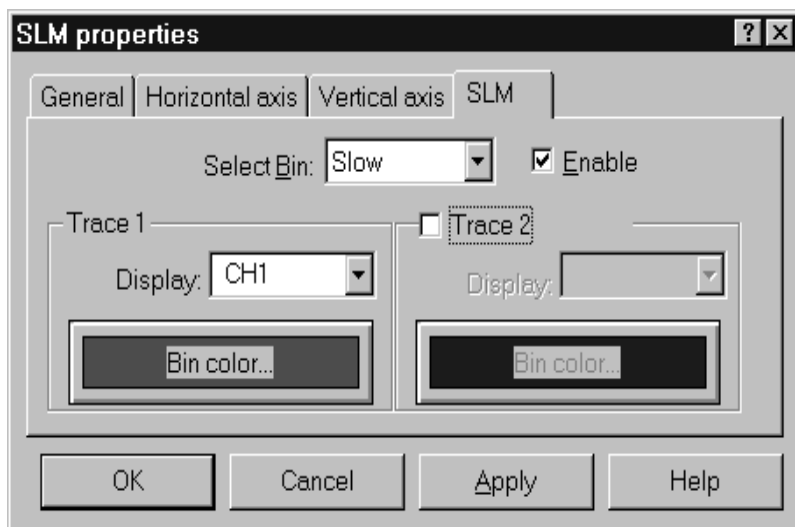 SLM properties
General Horizontal axis Vertical axis SLM
Select Bin: Slow Enable
Trace 1 Trace 2
Display: CH1 Display:
Bin color... Bin color...
OK Cancel Apply Help